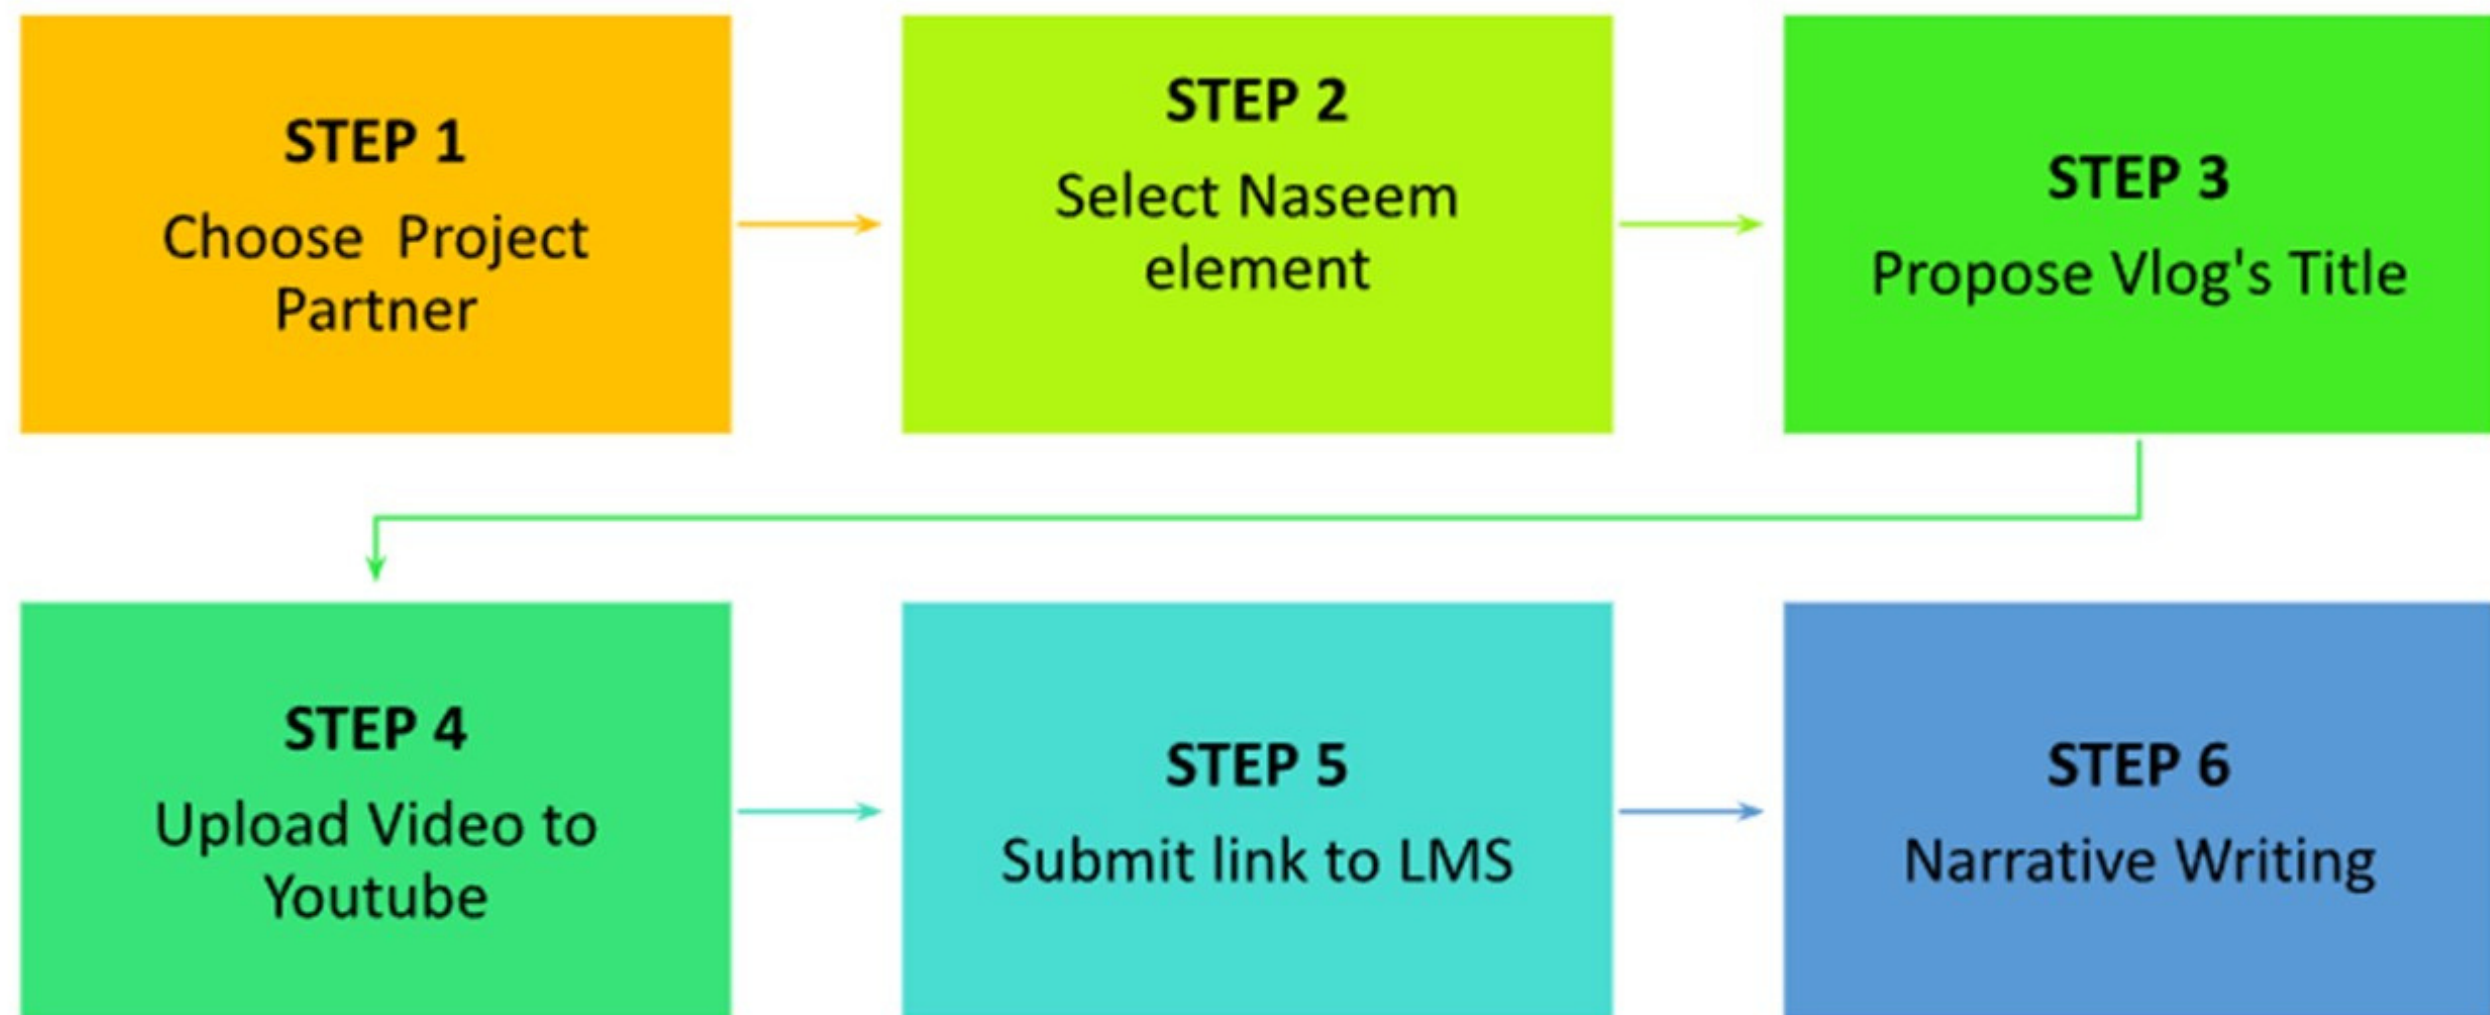 STEP 1
Choose  Project
Partner
STEP 2
Select Naseem
element
STEP 3
Propose Vlog's Title
STEP 4
Upload Video to
Youtube
STEP 5
Submit link to LMS
STEP 6
Narrative Writing